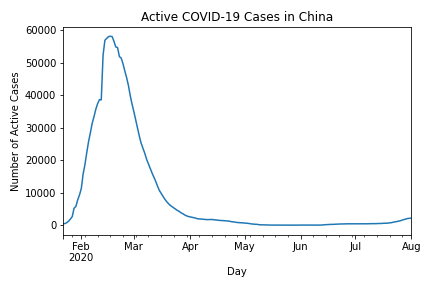 Active COVID-19 Cases in China
Number of Active Cases
60000
50000
40000
30000
20000
10000
0
Feb Mar Apr May Jun Jul Aug
2020
Day